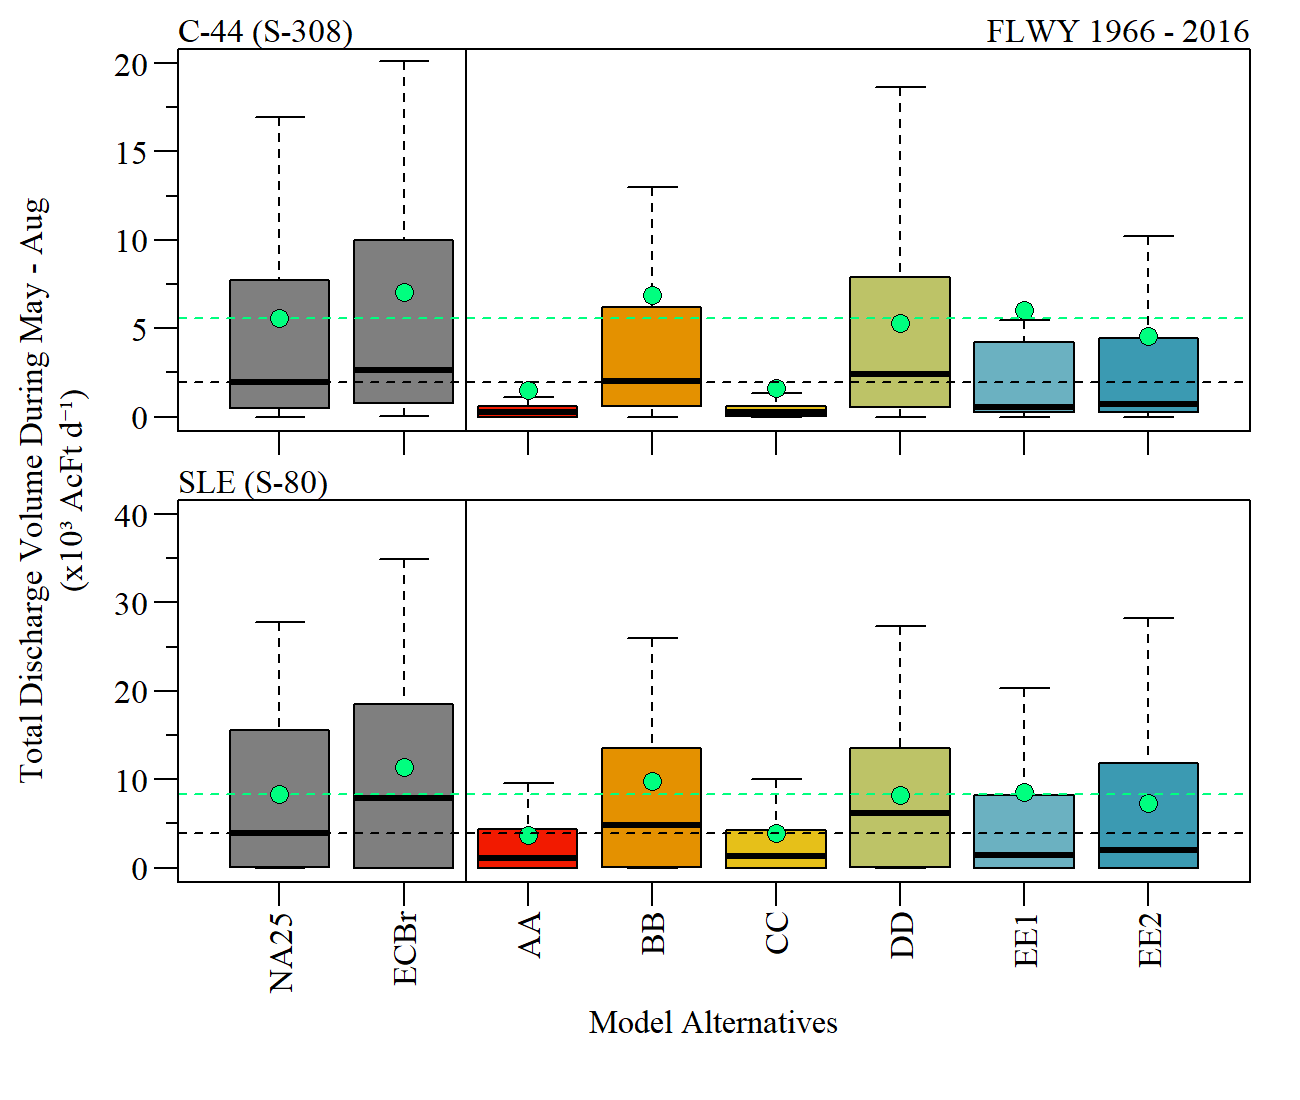 C-44 (S-308)
FLWY 1966 - 2016
20
15
10
5
0
SLE (S-80)
40
30
20
10
0
Total Discharge Volume During May - Aug
(x10³ AcFt d⁻¹)
NA25
ECBr
AA
BB
CC
DD
EE1
EE2
Model Alternatives